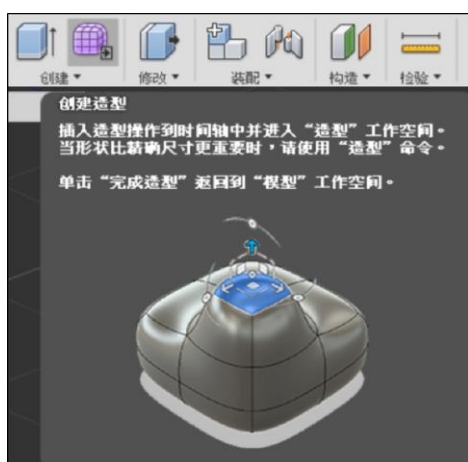 创建 修改 装配 构造 检验
创建造型
插入造型操作到时间轴中并进入“造型”工作空间。
当形状比精确尺寸更重要时，请使用“造型”命令。
单击“完成造型”返回到“模型”工作空间。